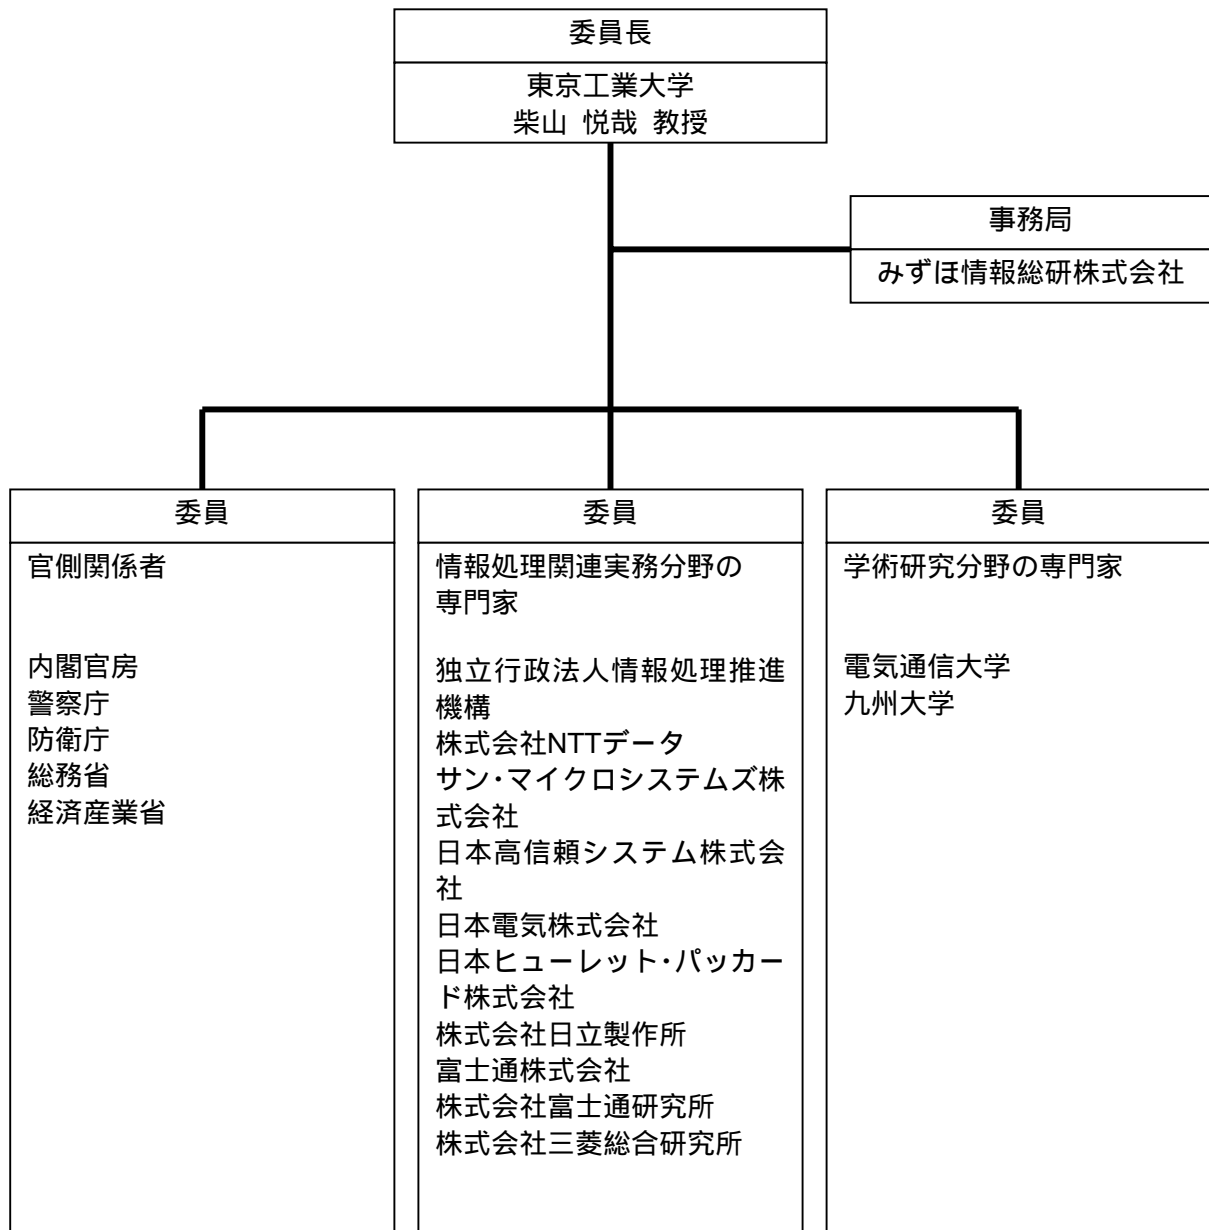 委員長
東京工業大学
柴山 悦哉 教授
事務局
みずほ情報総研株式会社
委員
官側関係者
内閣官房
警察庁
防衛庁
総務省
経済産業省
委員
情報処理関連実務分野の
専門家
独立行政法人情報処理推進
機構
株式会社NTTデータ
サン・マイクロシステムズ株
式会社
日本高信頼システム株式会
社
日本電気株式会社
日本ヒューレット・パッカー
ド株式会社
株式会社日立製作所
富士通株式会社
株式会社富士通研究所
株式会社三菱総合研究所
委員
学術研究分野の専門家
電気通信大学
九州大学